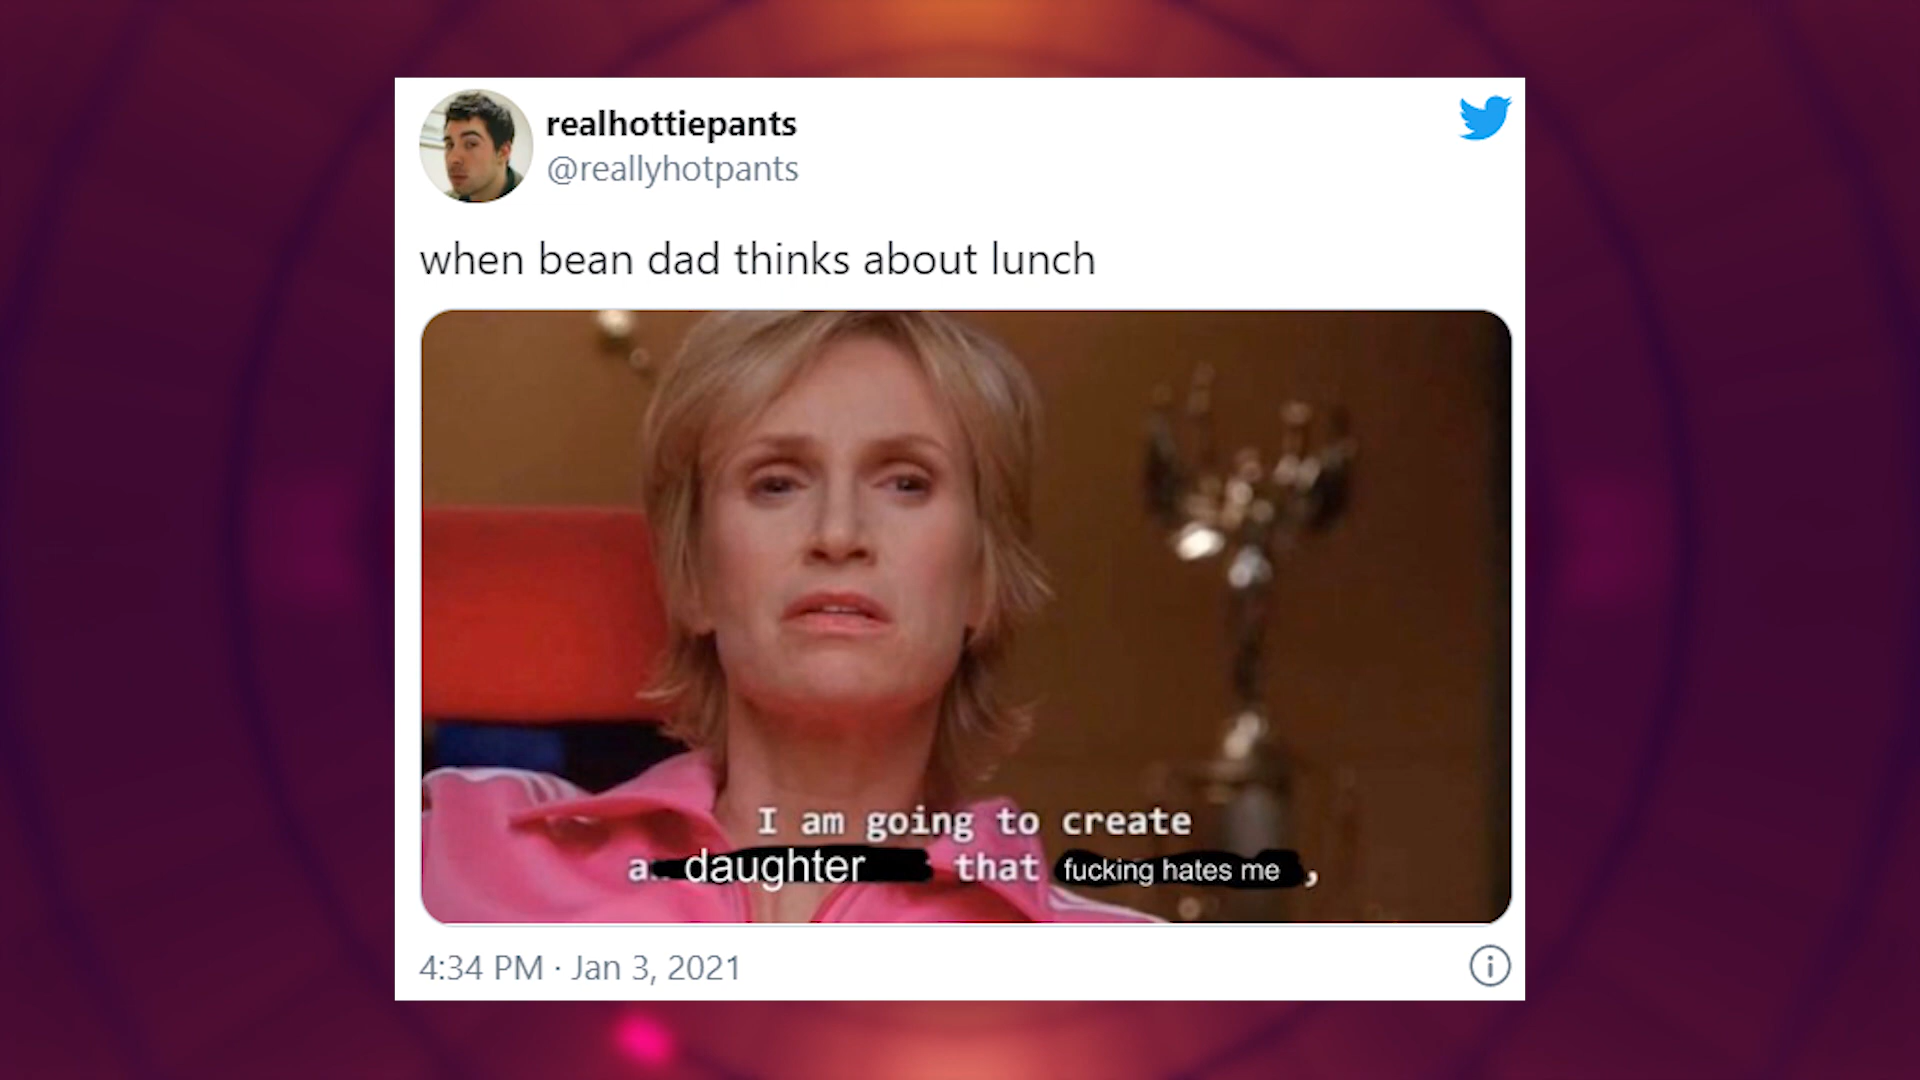 realhottiepants
@reallyhotpants
when bean dad thinks about lunch
I am going to create
a daughter that fucking hates me,
4:34 PM · Jan 3, 2021